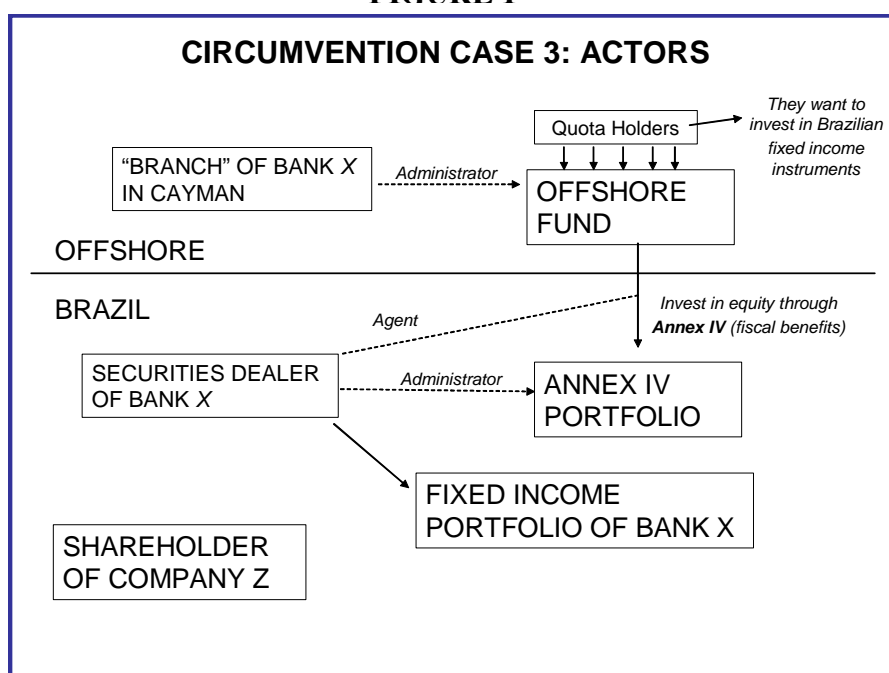 CIRCUMVENTION CASE 3: ACTORS
Quota Holders
They want to
invest in Brazilian
fixed income
instruments
“BRANCH” OF BANK X
IN CAYMAN
Administrator
OFFSHORE
FUND
OFFSHORE
BRAZIL
Agent
Invest in equity through
Annex IV (fiscal benefits)
SECURITIES DEALER
OF BANK X
Administrator
ANNEX IV
PORTFOLIO
FIXED INCOME
PORTFOLIO OF BANK X
SHAREHOLDER
OF COMPANY Z